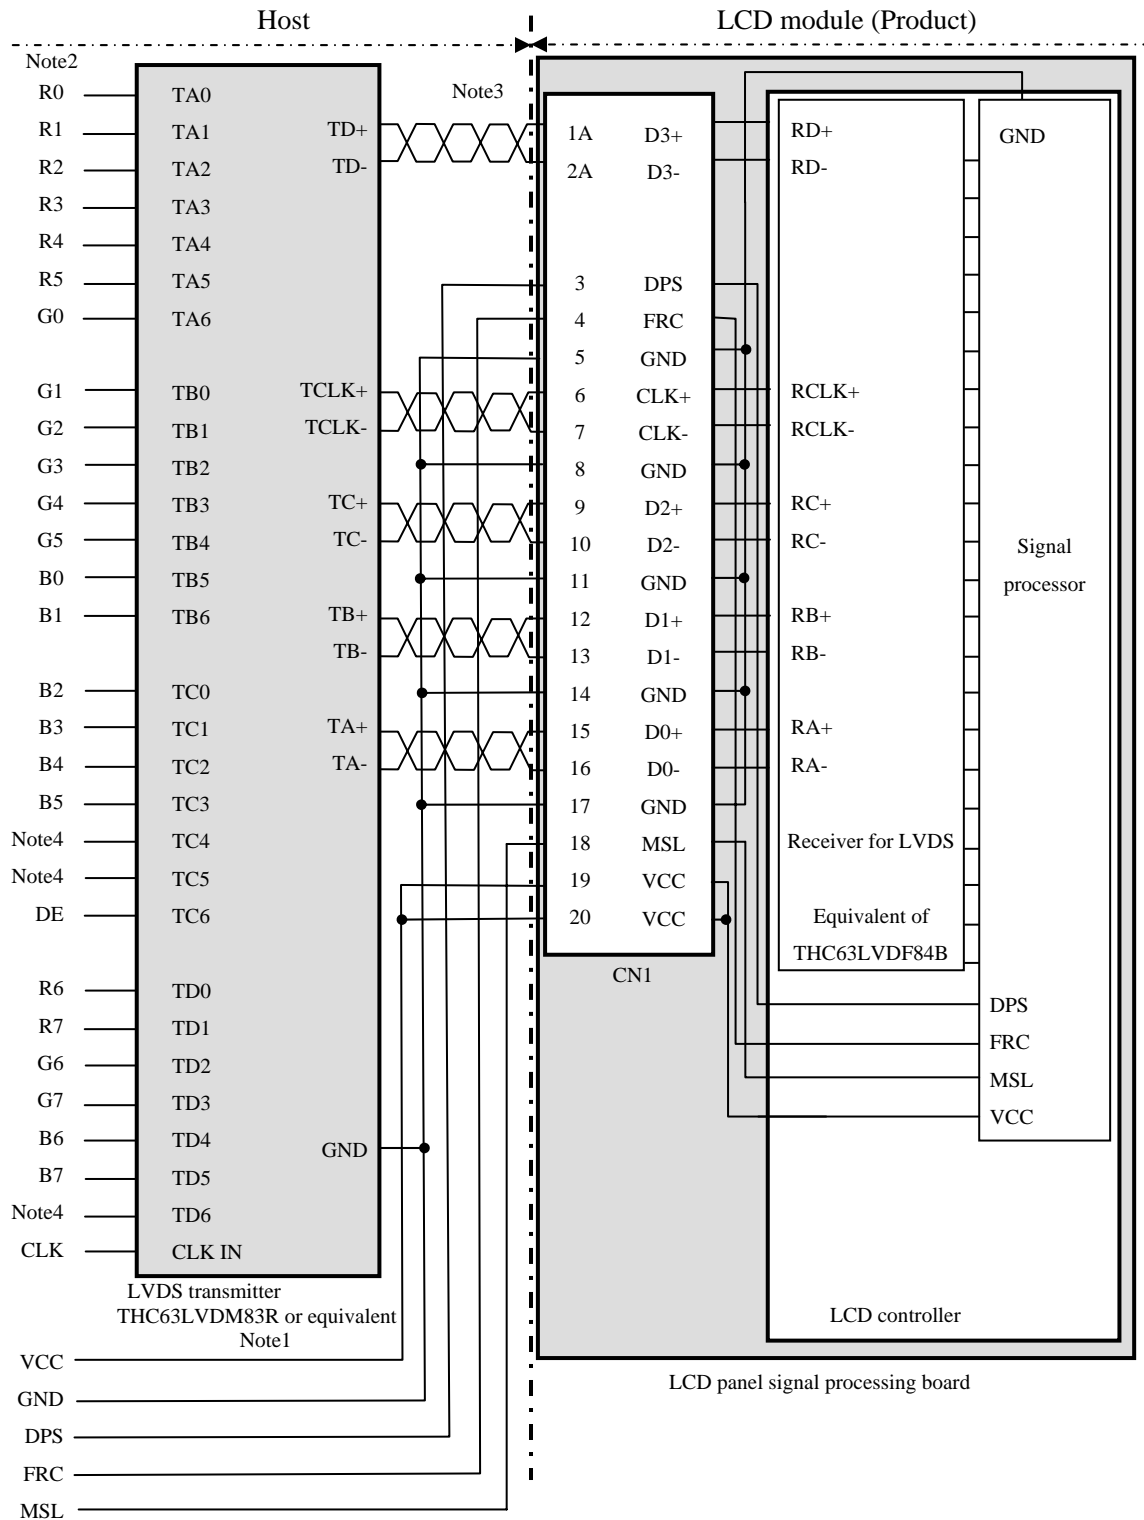 Host
LCD module (Product)
Note2
R0
R1
R2
R3
R4
R5
G0
G1
G2
G3
G4
G5
B0
B1
B2
B3
B4
B5
Note4
Note4
DE
R6
R7
G6
G7
B6
B7
Note4
CLK
TA0
TA1
TA2
TA3
TA4
TA5
TA6
TB0
TB1
TB2
TB3
TB4
TB5
TB6
TC0
TC1
TC2
TC3
TC4
TC5
TC6
TD0
TD1
TD2
TD3
TD4
TD5
TD6
CLK IN
TD+
TD-
TCLK+
TCLK-
TC+
TC-
TB+
TB-
TA+
TA-
GND
LVDS transmitter
THC63LVDM83R or equivalent
Note1
VCC
GND
DPS
FRC
MSL
Note3
1A D3+
2A D3-
3 DPS
4 FRC
5 GND
6 CLK+
7 CLK-
8 GND
9 D2+
10 D2-
11 GND
12 D1+
13 D1-
14 GND
15 D0+
16 D0-
17 GND
18 MSL
19 VCC
20 VCC
CN1
RD+
RD-
RCLK+
RCLK-
RC+
RC-
RB+
RB-
RA+
RA-
Receiver for LVDS
Equivalent of
THC63LVDF84B
GND
Signal
processor
DPS
FRC
MSL
VCC
LCD controller
LCD panel signal processing board